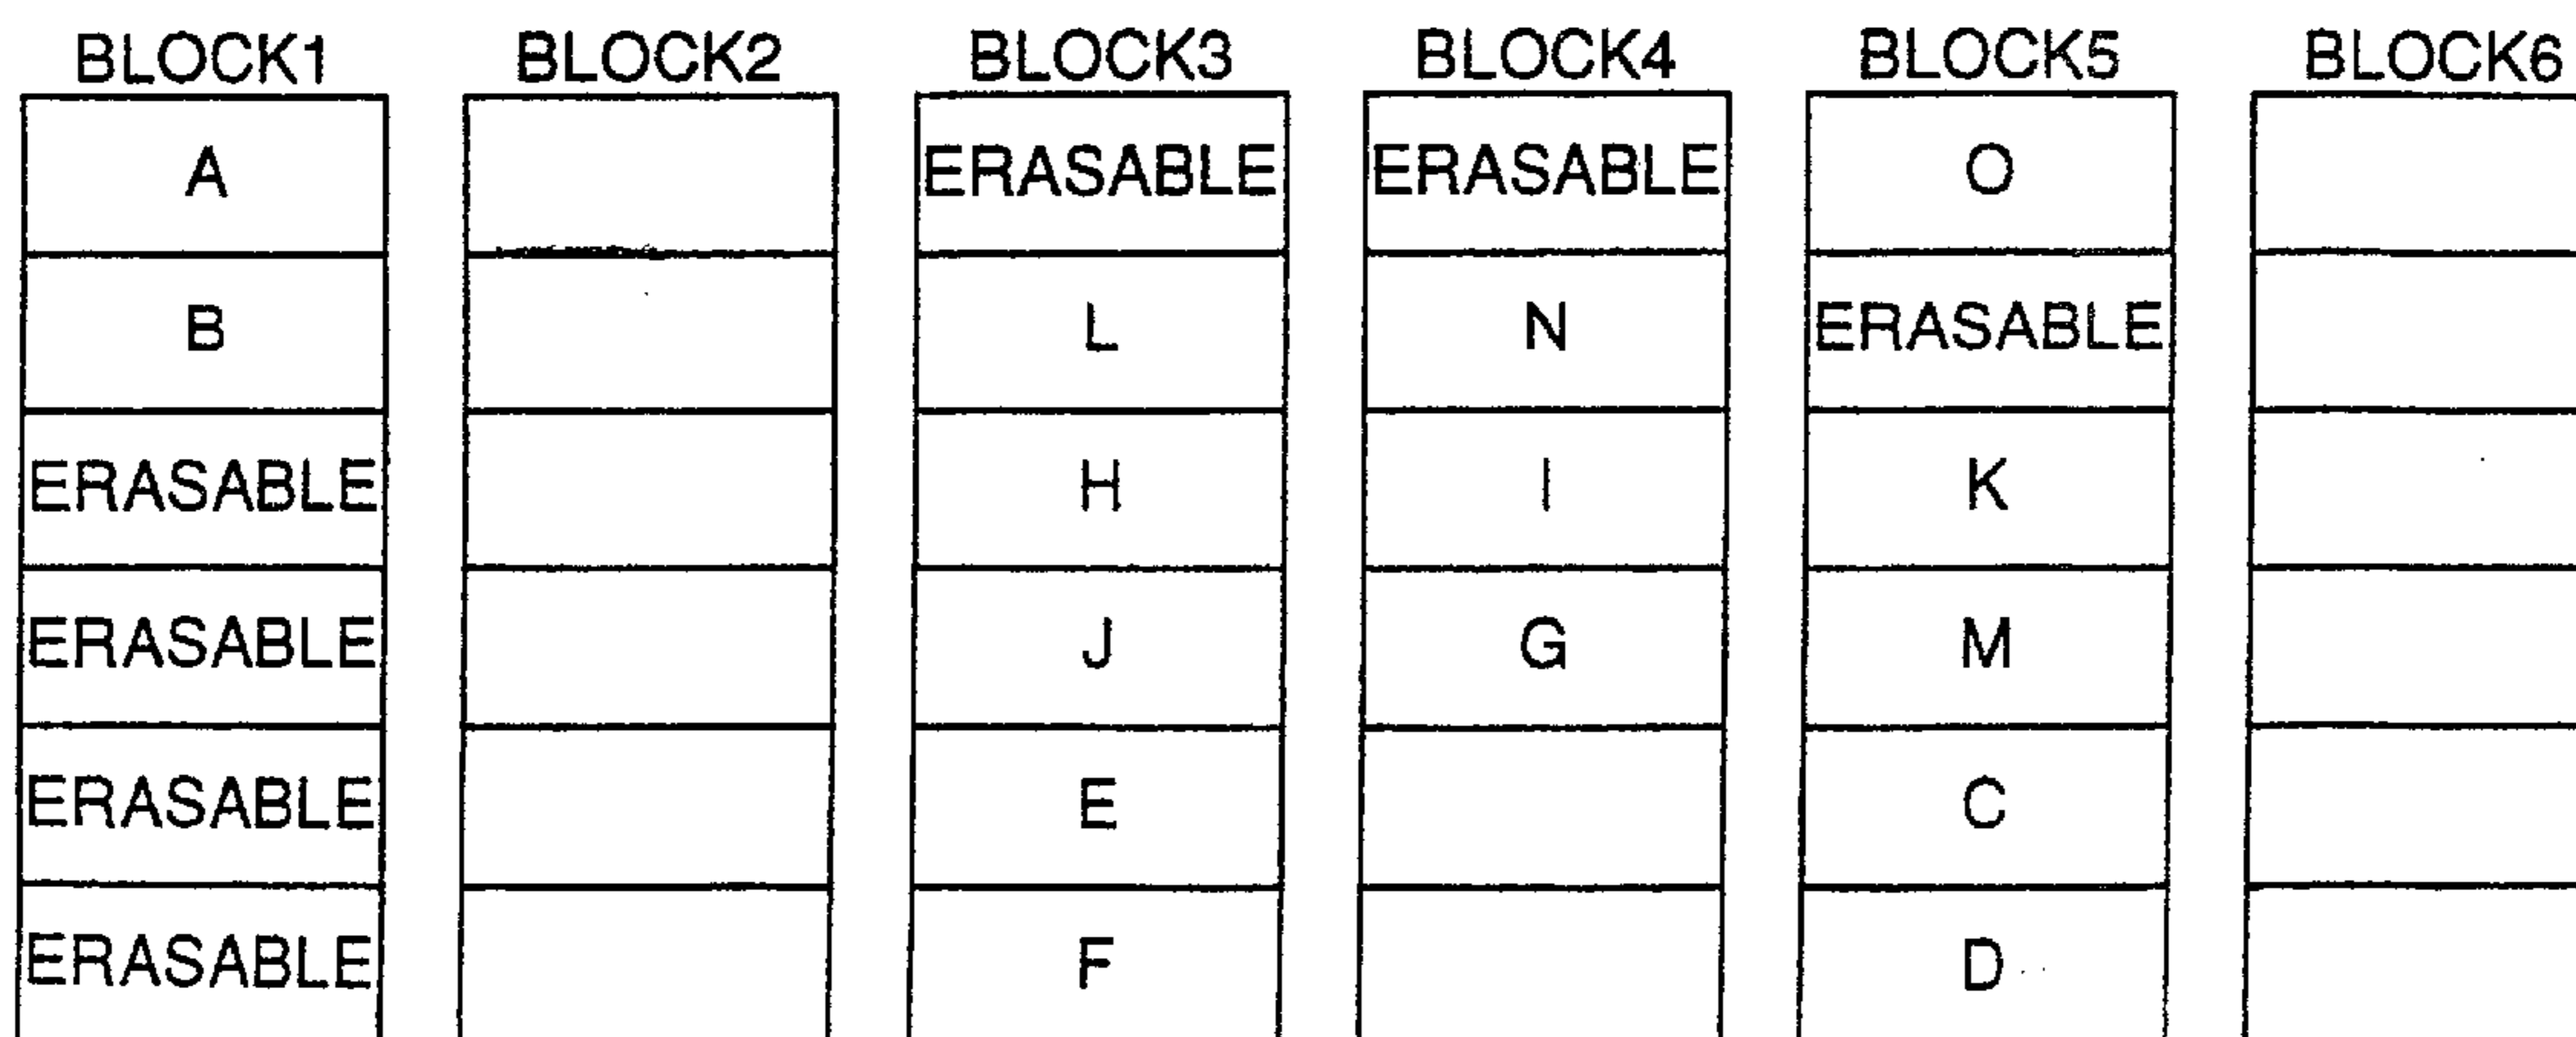 BLOCK1 BLOCK2 BLOCK3 BLOCK4 BLOCK5 BLOCK6
A ERASABLE ERASABLE O
B L N ERASABLE
ERASABLE H I K
ERASABLE J G M
ERASABLE E C
ERASABLE F D